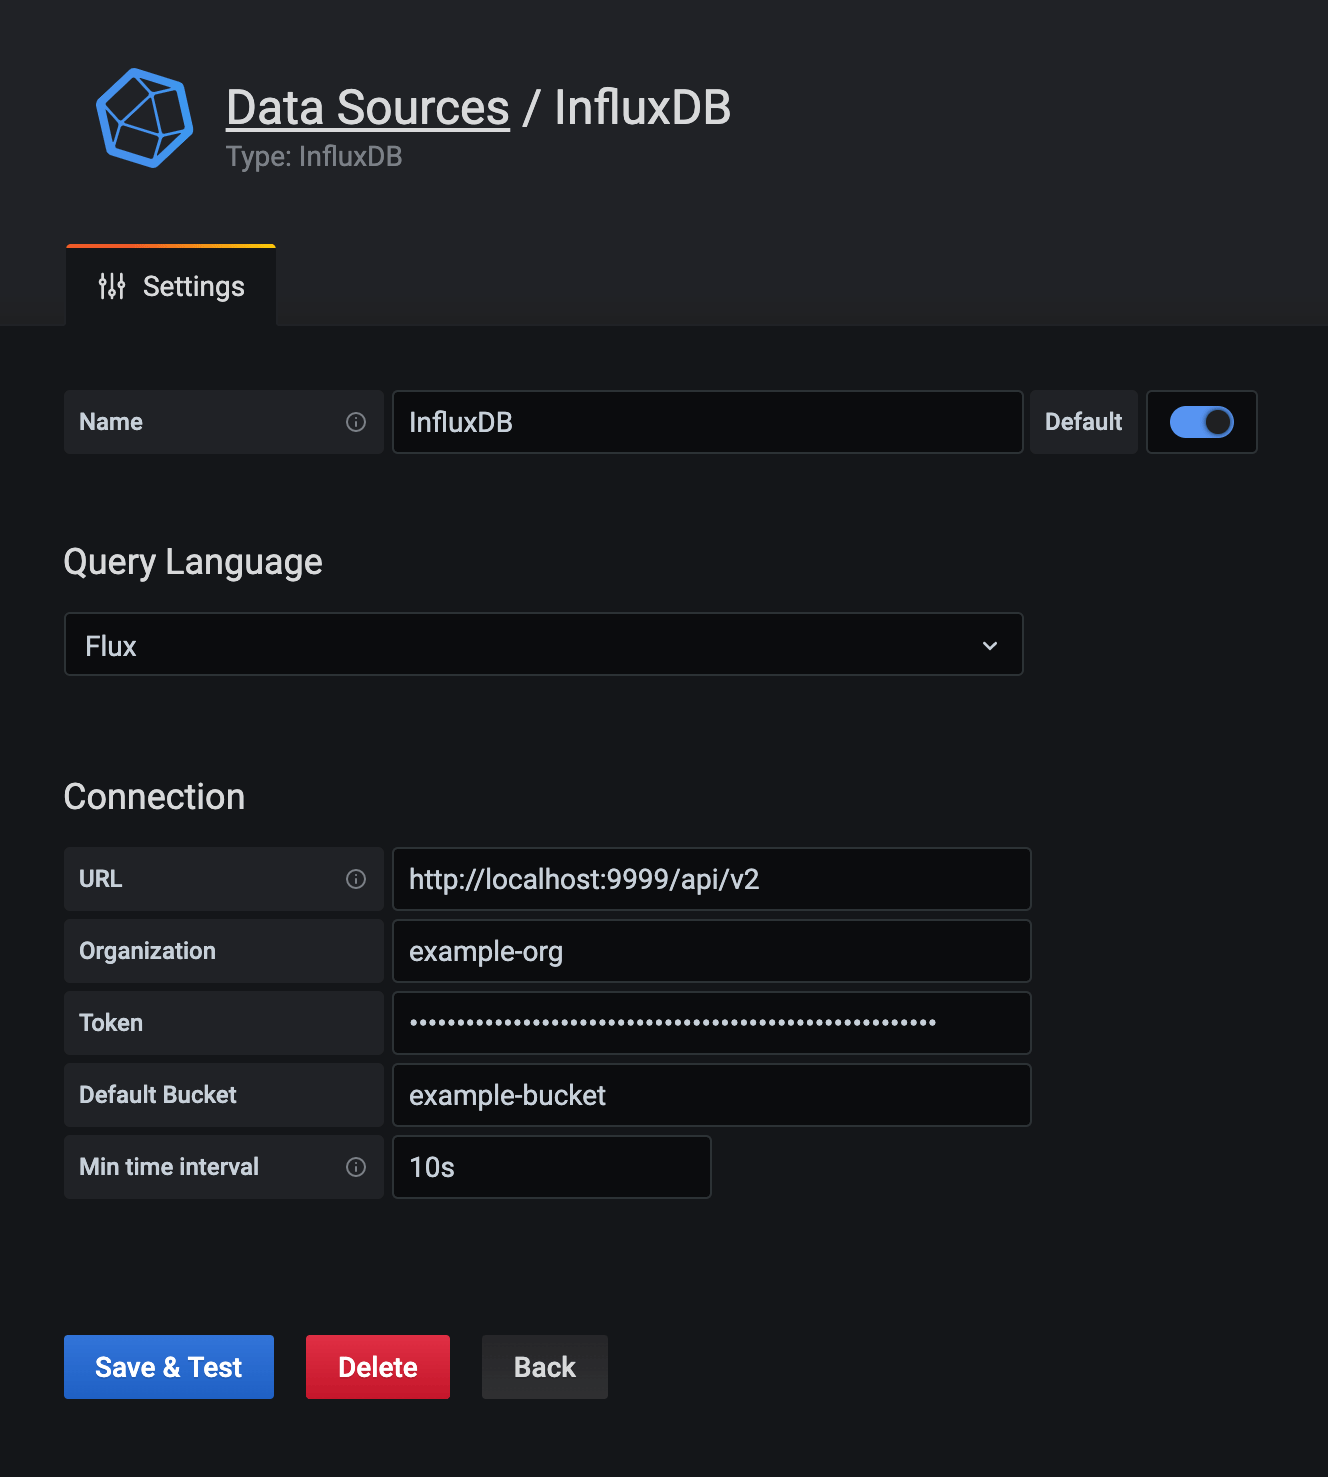 Data Sources / InfluxDB
Type: InfluxDB
Settings
Name InfluxDB Default
Query Language
Flux
Connection
URL http://localhost:9999/api/v2
Organization example-org
Token ••••••••••••••••••••••••••••••••••••••••••••••••••••••••
Default Bucket example-bucket
Min time interval 10s
Save & Test Delete Back